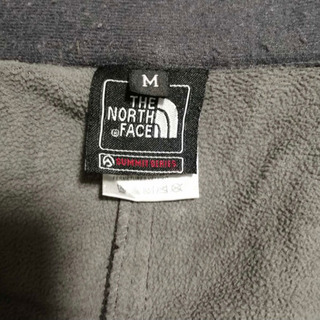 M
THE
NORTH
FACE
SUMMIT SERIES